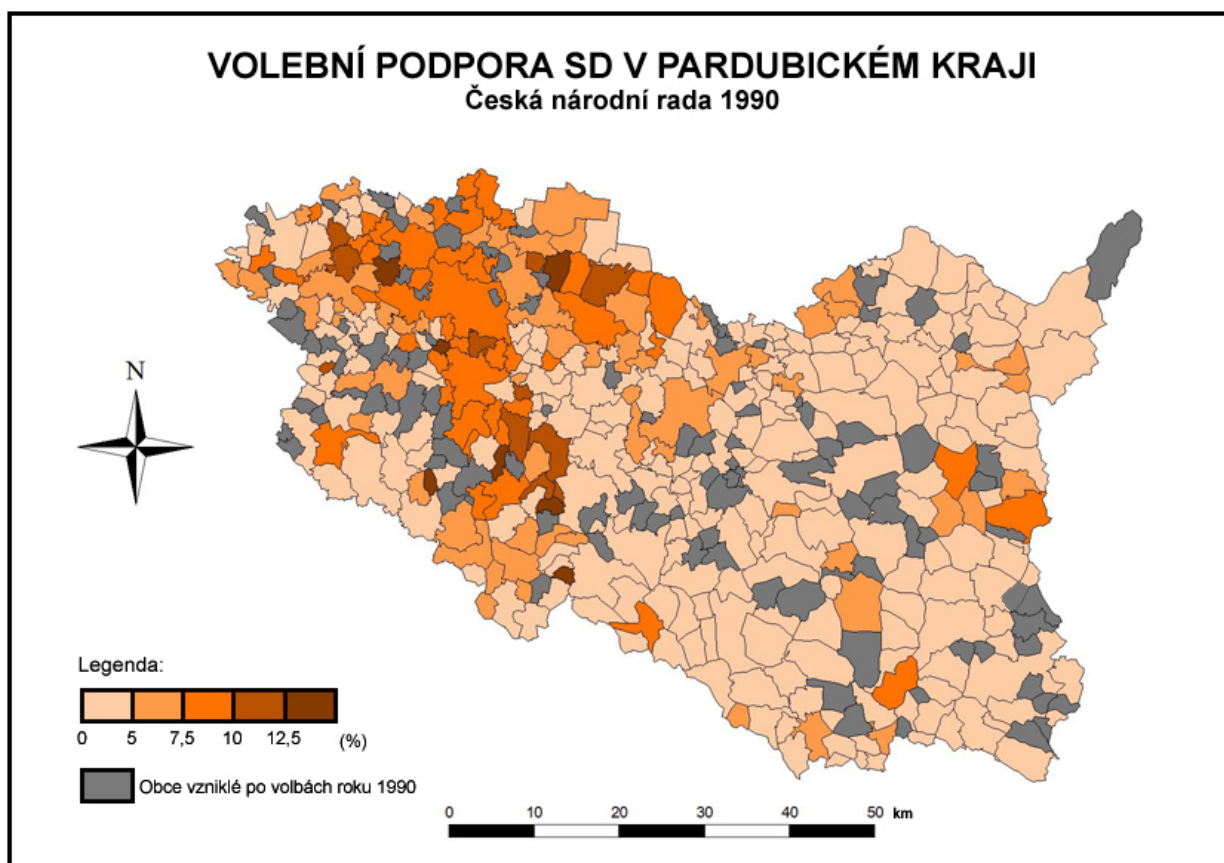 VOLEBNÍ PODPORA SD V PARDUBICKÉM KRAJI
Česká národní rada 1990
N
Legenda:
0 5 7,5 10 12,5 (%)
Obce vzniklé po volbách roku 1990
0 10 20 30 40 50 km